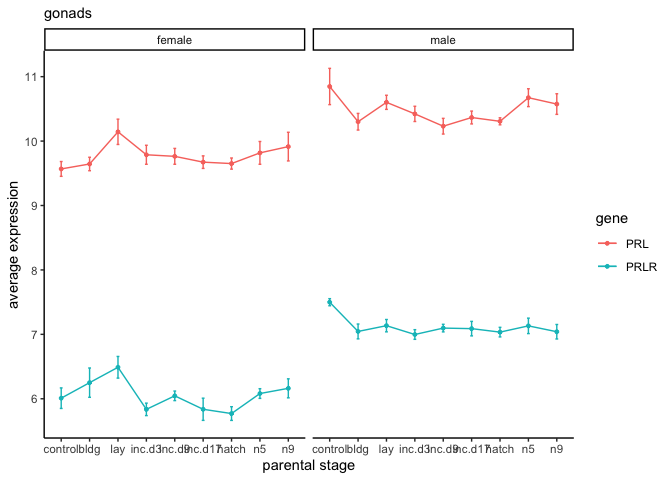 gonads
female
male
11
10
9
8
7
6
average expression
control bldg lay inc.d3 inc.d9 inc.d17 hatch n5 n9
control bldg lay inc.d3 inc.d9 inc.d17 hatch n5 n9
parental stage
gene
PRL
PRLR